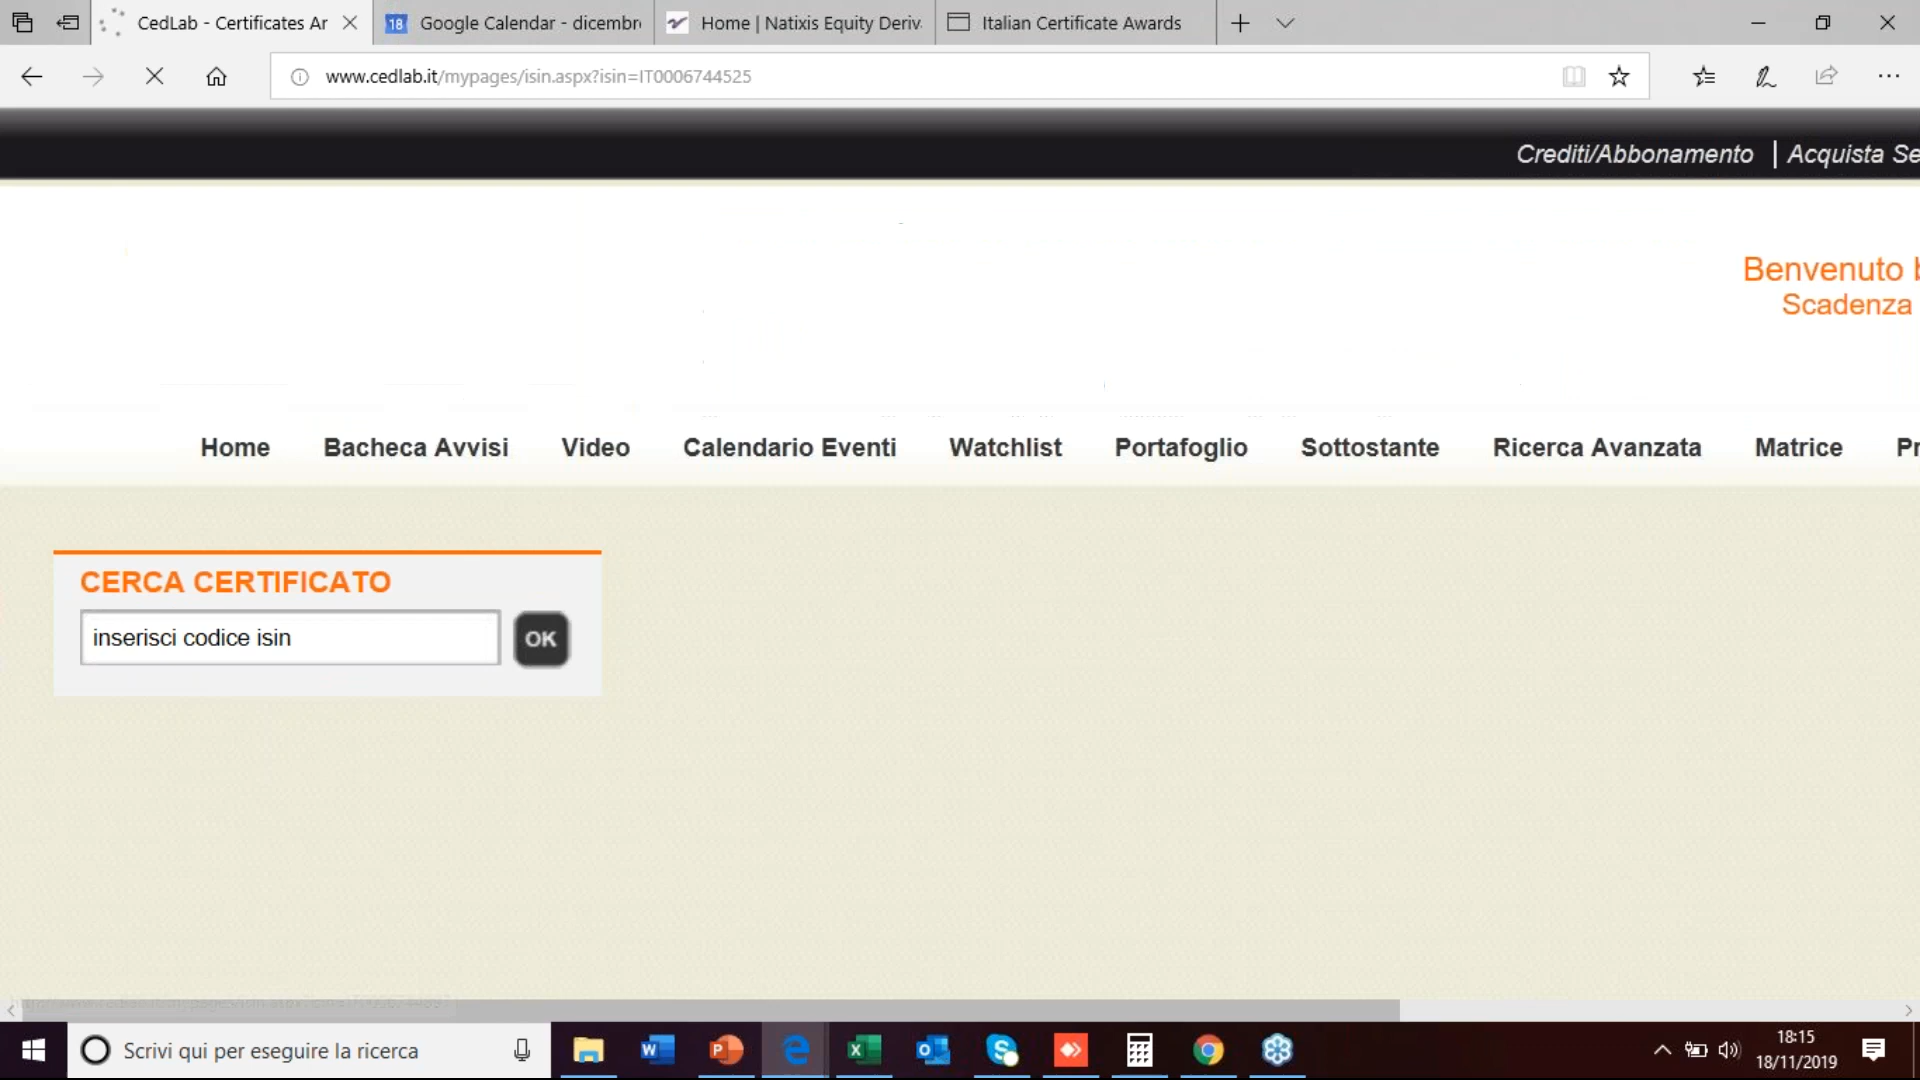 CedLab - Certificates Ar
Google Calendar - dicembr
Home | Natixis Equity Deriv
Italian Certificate Awards
www.cedlab.it/mypages/isin.aspx?isin=IT0006744525
Crediti/Abbonamento | Acquista Se
Benvenuto b
Scadenza
Home Bacheca Avvisi Video Calendario Eventi Watchlist Portafoglio Sottostante Ricerca Avanzata Matrice Pr
CERCA CERTIFICATO
inserisci codice isin OK
Scrivi qui per eseguire la ricerca
18:15
18/11/2019